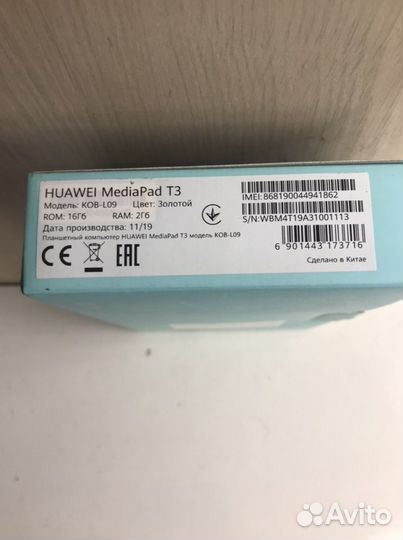 HUAWEI MediaPad T3
Модель: KOB-L09 Цвет: Золотой
ROM: 16Гб RAM: 2Гб
Дата производства: 11/19
Планшетный компьютер HUAWEI MediaPad T3 модель KOB-L09
CE EAC
IMEI:868190044941862
S/N:WBM4T19A31001113
6 901443 173716
Сделано в Китае
Avito